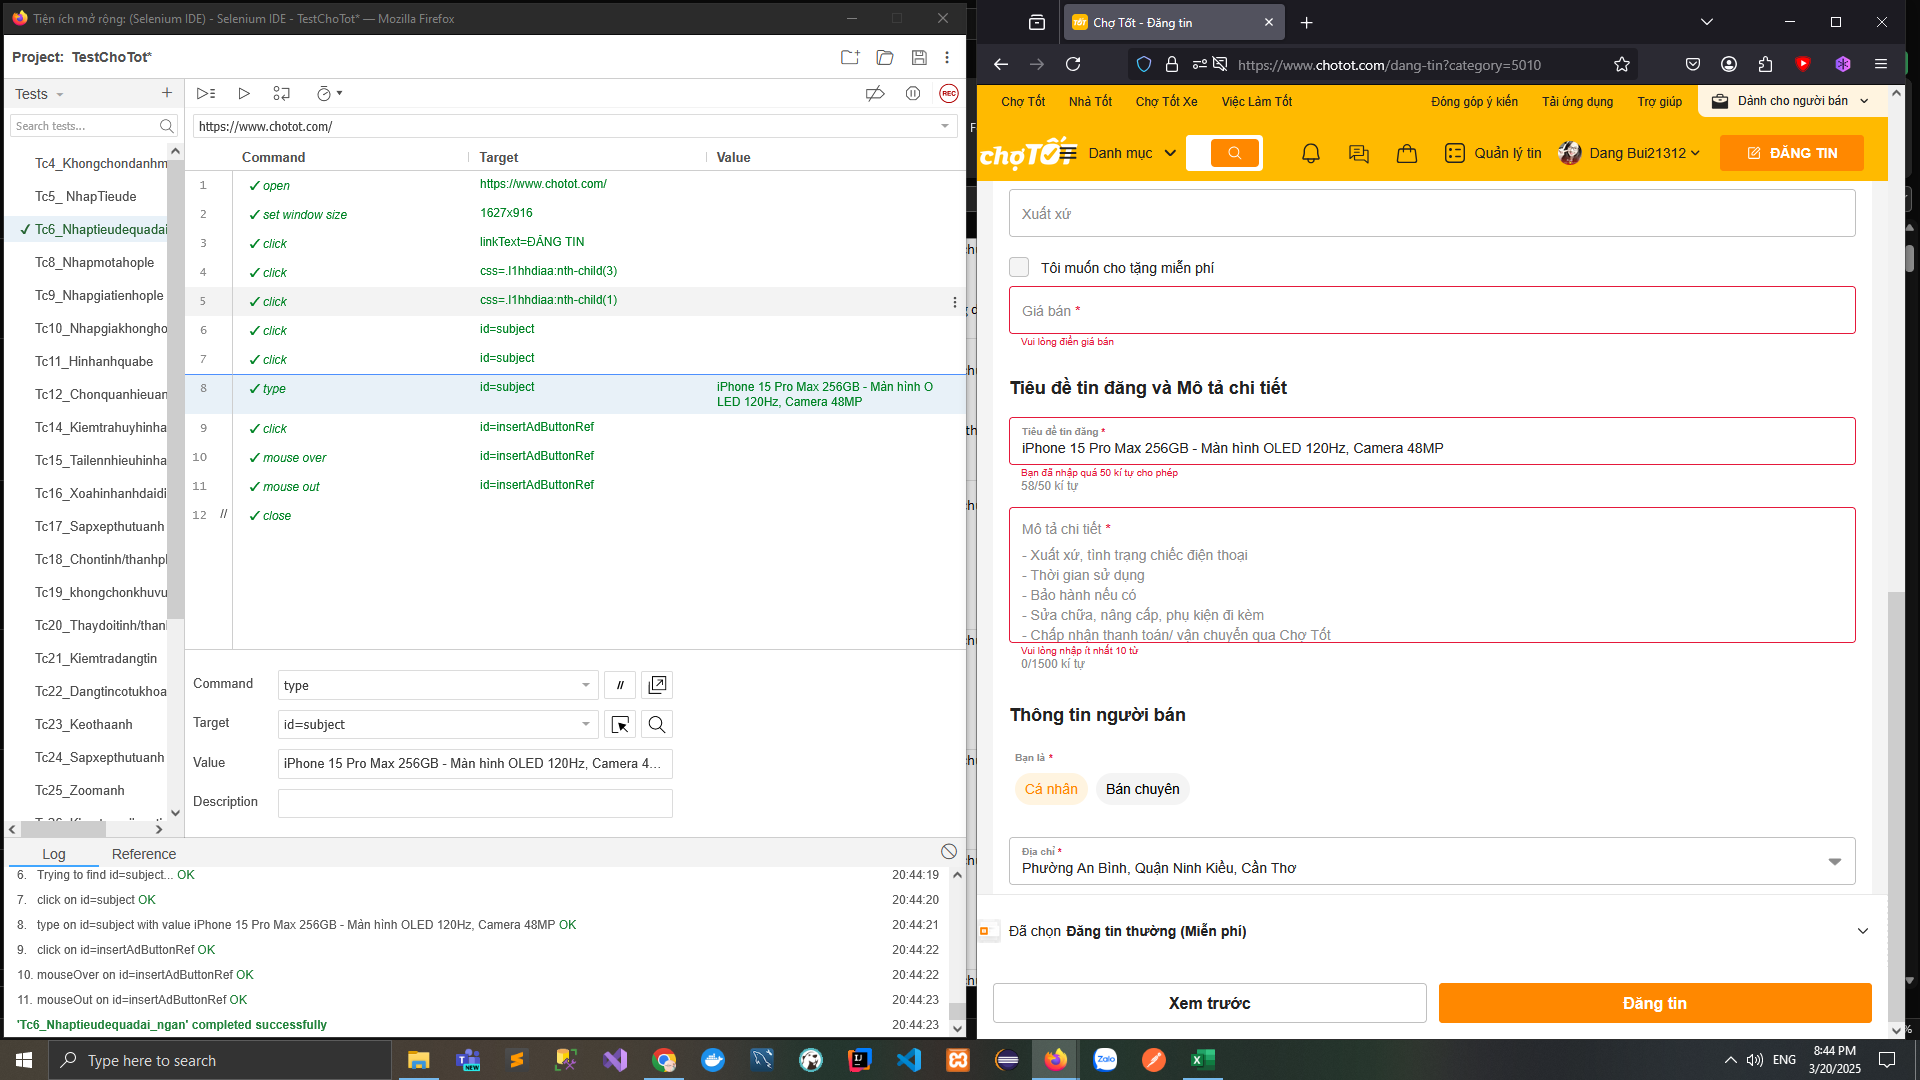 Tiện ích mở rộng: (Selenium IDE) - Selenium IDE - TestChoTot* — Mozilla Firefox
Project: TestChoTot*
Tests
Search tests...
Tc4_Khongchondanhm
Tc5_ NhapTieude
✓ Tc6_Nhaptieudequadai
Tc8_Nhapmotahople
Tc9_Nhapgiatienhople
Tc10_Nhapgiakhongho
Tc11_Hinhanhquabe
Tc12_Chonquanhieuan
Tc14_Kiemtrahuyhinha
Tc15_Tailennhieuhinha
Tc16_Xoahinhanhdaidi
Tc17_Sapxepthutuanh
Tc18_Chontinh/thanhpl
Tc19_khongchonkhuvu
Tc20_Thaydoitinh/thanl
Tc21_Kiemtradangtin
Tc22_Dangtincotukhoa
Tc23_Keothaanh
Tc24_Sapxepthutuanh
Tc25_Zoomanh
REC
https://www.chotot.com/
Command Target Value
1 ✓ open https://www.chotot.com/
2 ✓ set window size 1627x916
3 ✓ click linkText=ĐĂNG TIN
4 ✓ click css=.l1hhdiaa:nth-child(3)
5 ✓ click css=.l1hhdiaa:nth-child(1)
6 ✓ click id=subject
7 ✓ click id=subject
8 ✓ type id=subject iPhone 15 Pro Max 256GB - Màn hình O
LED 120Hz, Camera 48MP
9 ✓ click id=insertAdButtonRef
10 ✓ mouse over id=insertAdButtonRef
11 ✓ mouse out id=insertAdButtonRef
12 // ✓ close
Command type //
Target id=subject
Value iPhone 15 Pro Max 256GB - Màn hình OLED 120Hz, Camera 4...
Description
Log Reference
6. Trying to find id=subject... OK 20:44:19
7. click on id=subject OK 20:44:20
8. type on id=subject with value iPhone 15 Pro Max 256GB - Màn hình OLED 120Hz, Camera 48MP OK 20:44:21
9. click on id=insertAdButtonRef OK 20:44:22
10. mouseOver on id=insertAdButtonRef OK 20:44:22
11. mouseOut on id=insertAdButtonRef OK 20:44:23
'Tc6_Nhaptieudequadai_ngan' completed successfully 20:44:23
Chợ Tốt - Đăng tin
https://www.chotot.com/dang-tin?category=5010
Chợ Tốt Nhà Tốt Chợ Tốt Xe Việc Làm Tốt Đóng góp ý kiến Tải ứng dụng Trợ giúp Dành cho người bán
chợTỐT Danh mục Quản lý tin Dang Bui21312 ĐĂNG TIN
Xuất xứ
Tôi muốn cho tặng miễn phí
Giá bán *
Vui lòng điền giá bán
Tiêu đề tin đăng và Mô tả chi tiết
Tiêu đề tin đăng *
iPhone 15 Pro Max 256GB - Màn hình OLED 120Hz, Camera 48MP
Bạn đã nhập quá 50 kí tự cho phép
58/50 kí tự
Mô tả chi tiết *
- Xuất xứ, tình trạng chiếc điện thoại
- Thời gian sử dụng
- Bảo hành nếu có
- Sửa chữa, nâng cấp, phụ kiện đi kèm
- Chấp nhận thanh toán/ vận chuyển qua Chợ Tốt
Vui lòng nhập ít nhất 10 từ
0/1500 kí tự
Thông tin người bán
Bạn là *
Cá nhân Bán chuyên
Địa chỉ *
Phường An Bình, Quận Ninh Kiều, Cần Thơ
Đã chọn Đăng tin thường (Miễn phí)
Xem trước Đăng tin
Type here to search
ENG
8:44 PM
3/20/2025